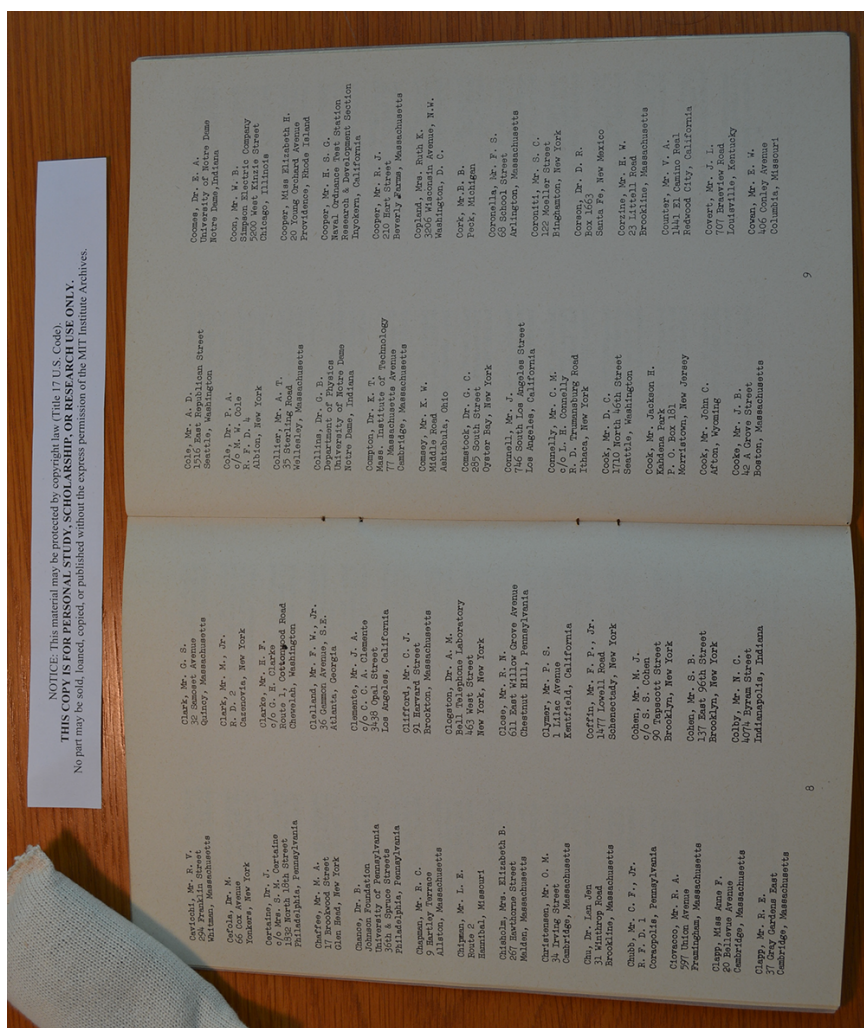 NOTICE: This material may be protected by copyright law (Title 17 U.S. Code).
THIS COPY IS FOR PERSONAL STUDY, SCHOLARSHIP, OR RESEARCH USE ONLY.
No part may be sold, loaned, copied, or published without the express permission of the MIT Institute Archives.
Cavicchi, Mr. R. V.
294 Franklin Street
Whitman, Massachusetts
Cefola, Dr. M.
66 Cox Avenue
Yonkers, New York
Certaine, Dr. J.
c/o Mrs. S. M. Certaine
1832 North 18th Street
Philadelphia, Pennsylvania
Chaffee, Mr. M. A.
17 Brookwood Street
Glen Head, New York
Chance, Dr. B.
Johnson Foundation
University of Pennsylvania
36th & Spruce Streets
Philadelphia, Pennsylvania
Chapman, Mr. R. C.
9 Hartley Terrace
Allston, Massachusetts
Chipman, Mr. L. E.
Route 2
Hannibal, Missouri
Chisholm, Mrs. Elizabeth B.
267 Hawthorne Street
Malden, Massachusetts
Christensen, Mr. O. M.
34 Irving Street
Cambridge, Massachusetts
Chu, Dr. Lan Jen
31 Winthrop Road
Brookline, Massachusetts
Chubb, Mr. C. F., Jr.
R. F. D. 1
Coraopolis, Pennsylvania
Ciovacco, Mr. R. A.
597 Union Avenue
Framingham, Massachusetts
Clapp, Miss Anne F.
20 Bellevue Avenue
Cambridge, Massachusetts
Clapp, Mr. R. E.
37 Gray Gardens East
Cambridge, Massachusetts
Clark, Mr. G. S.
32 Samoset Avenue
Quincy, Massachusetts
Clark, Mr. M., Jr.
R. D. 2
Cazenovia, New York
Clarke, Mr. H. F.
c/o G. H. Clarke
Route 1, Cottonwood Road
Chewelah, Washington
Clelland, Mr. F. W., Jr.
36 Gammon Avenue, S.E.
Atlanta, Georgia
Clemente, Mr. J. A.
c/o C. C. A. Clemente
3438 Opal Street
Los Angeles, California
Clifford, Mr. C. J.
91 Harvard Street
Brockton, Massachusetts
Clogston, Dr. A. M.
Bell Telephone Laboratory
463 West Street
New York, New York
Close, Mr. R. N.
611 East Willow Grove Avenue
Chestnut Hill, Pennsylvania
Clymer, Mr. P. S.
1 Lilac Avenue
Kentfield, California
Coffin, Mr. F. P., Jr.
1477 Lowell Road
Schenectady, New York
Cohen, Mr. M. J.
c/o S. S. Cohen
90 Tapscott Street
Brooklyn, New York
Cohen, Mr. S. B.
137 East 96th Street
Brooklyn, New York
Colby, Mr. N. C.
4074 Byram Street
Indianapolis, Indiana
8
Cole, Mr. A. D.
1516 East Republican Street
Seattle, Washington
Cole, Dr. P. A.
c/o M. W. Cole
R. F. D. 4
Albion, New York
Collier, Mr. A. T.
35 Sterling Road
Wellesley, Massachusetts
Collins, Dr. G. B.
Department of Physics
University of Notre Dame
Notre Dame, Indiana
Compton, Dr. K. T.
Mass. Institute of Technology
77 Massachusetts Avenue
Cambridge, Massachusetts
Comsey, Mr. K. W.
Middle Road
Ashtabula, Ohio
Comstock, Dr. G. C.
285 South Street
Oyster Bay, New York
Connell, Mr. J.
746 South Los Angeles Street
Los Angeles, California
Connelly, Mr. C. M.
c/o L. R. Connelly
R. D. Trumansburg Road
Ithaca, New York
Cook, Mr. D. C.
1710 North 46th Street
Seattle, Washington
Cook, Mr. Jackson H.
Kahdena Park
P. O. Box 181
Morristown, New Jersey
Cook, Mr. John C.
Afton, Wyoming
Cooke, Mr. J. B.
42 A Grove Street
Boston, Massachusetts
Coomes, Dr. E. A.
University of Notre Dame
Notre Dame, Indiana
Coon, Mr. W. B.
Simpson Electric Company
5200 West Kinzie Street
Chicago, Illinois
Cooper, Miss Elizabeth H.
20 Young Orchard Avenue
Providence, Rhode Island
Cooper, Mr. H. S. G.
Naval Ordnance Test Station
Research & Development Section
Inyokern, California
Cooper, Mr. R. J.
210 Hart Street
Beverly Farms, Massachusetts
Copland, Mrs. Ruth E.
3206 Wisconsin Avenue, N.W.
Washington, D. C.
Cork, Mr. B. B.
Peck, Michigan
Coronella, Mr. F. S.
68 School Street
Arlington, Massachusetts
Coroniti, Mr. S. C.
122 Moeller Street
Binghamton, New York
Corson, Dr. D. R.
Box 1663
Santa Fe, New Mexico
Corzine, Mr. E. W.
23 Littell Road
Brookline, Massachusetts
Counter, Mr. V. A.
1441 El Camino Real
Redwood City, California
Covert, Mr. J. L.
707 Braeview Road
Louisville, Kentucky
Cowan, Mr. E. W.
406 Conley Avenue
Columbia, Missouri
9